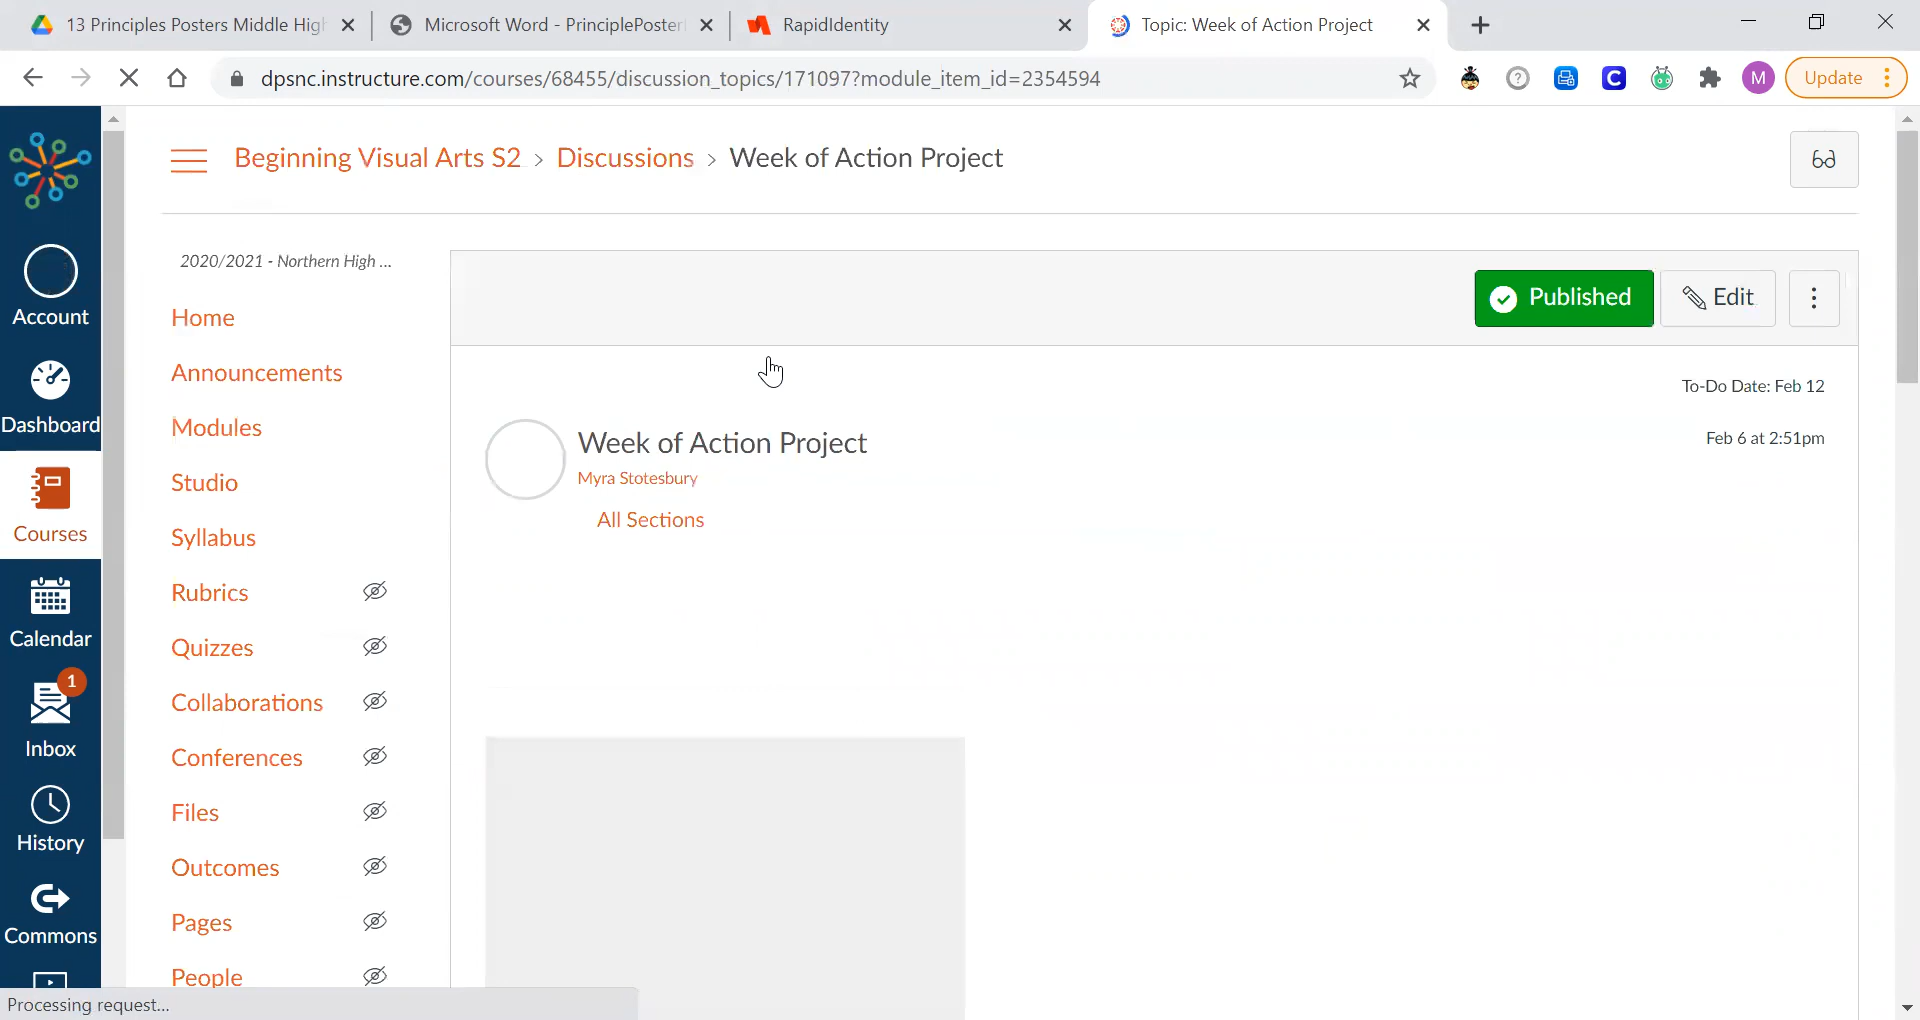 13 Principles Posters Middle High
Microsoft Word - PrinciplePoster
RapidIdentity
Topic: Week of Action Project
dpsnc.instructure.com/courses/68455/discussion_topics/171097?module_item_id=2354594
C
M
Update
Beginning Visual Arts S2 > Discussions > Week of Action Project
2020/2021 - Northern High ...
Published
Edit
Home
Announcements
Modules
Studio
Syllabus
Rubrics
Quizzes
Collaborations
Conferences
Files
Outcomes
Pages
People
Account
Dashboard
Courses
Calendar
1
Inbox
History
Commons
To-Do Date: Feb 12
Feb 6 at 2:51pm
Week of Action Project
Myra Stotesbury
All Sections
Processing request...